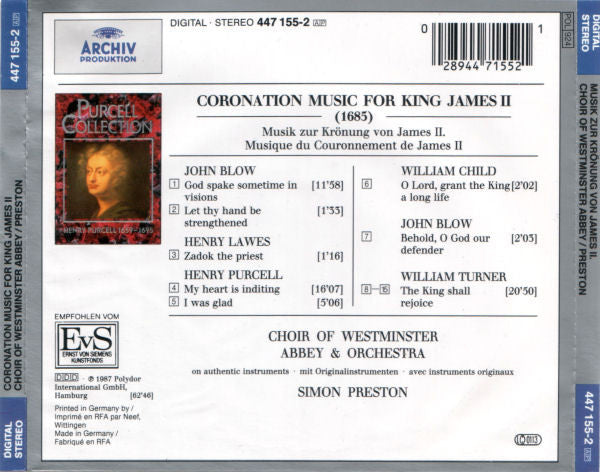 DIGITAL · STEREO 447 155-2 AP
ARCHIV
PRODUKTION
0 28944 71552 1
POL 924
447 155-2 AP
DIGITAL
STEREO
PURCELL
COLLECTION
HENRY PURCELL 1659-1695
CORONATION MUSIC FOR KING JAMES II
(1685)
Musik zur Krönung von James II.
Musique du Couronnement de James II
JOHN BLOW
1 God spake sometime in [11'58]
visions
2 Let thy hand be [1'33]
strengthened
HENRY LAWES
3 Zadok the priest [1'16]
HENRY PURCELL
4 My heart is inditing [16'07]
5 I was glad [5'06]
WILLIAM CHILD
6 O Lord, grant the King [2'02]
a long life
JOHN BLOW
7 Behold, O God our [2'03]
defender
WILLIAM TURNER
8–15 The King shall [20'50]
rejoice
EMPFOHLEN VOM
EvS
ERNST VON SIEMENS
KUNSTFONDS
DDD · ℗ 1987 Polydor
International GmbH,
Hamburg [62'46]
Printed in Germany by /
Imprimé en RFA par Neef,
Wittingen
Made in Germany /
Fabriqué en RFA
CHOIR OF WESTMINSTER
ABBEY & ORCHESTRA
on authentic instruments · mit Originalinstrumenten · avec instruments originaux
SIMON PRESTON
LC 0113
CORONATION MUSIC FOR KING JAMES II
CHOIR OF WESTMINSTER ABBEY / PRESTON
DIGITAL
STEREO
MUSIK ZUR KRÖNUNG VON JAMES II.
CHOIR OF WESTMINSTER ABBEY / PRESTON
447 155-2 AP